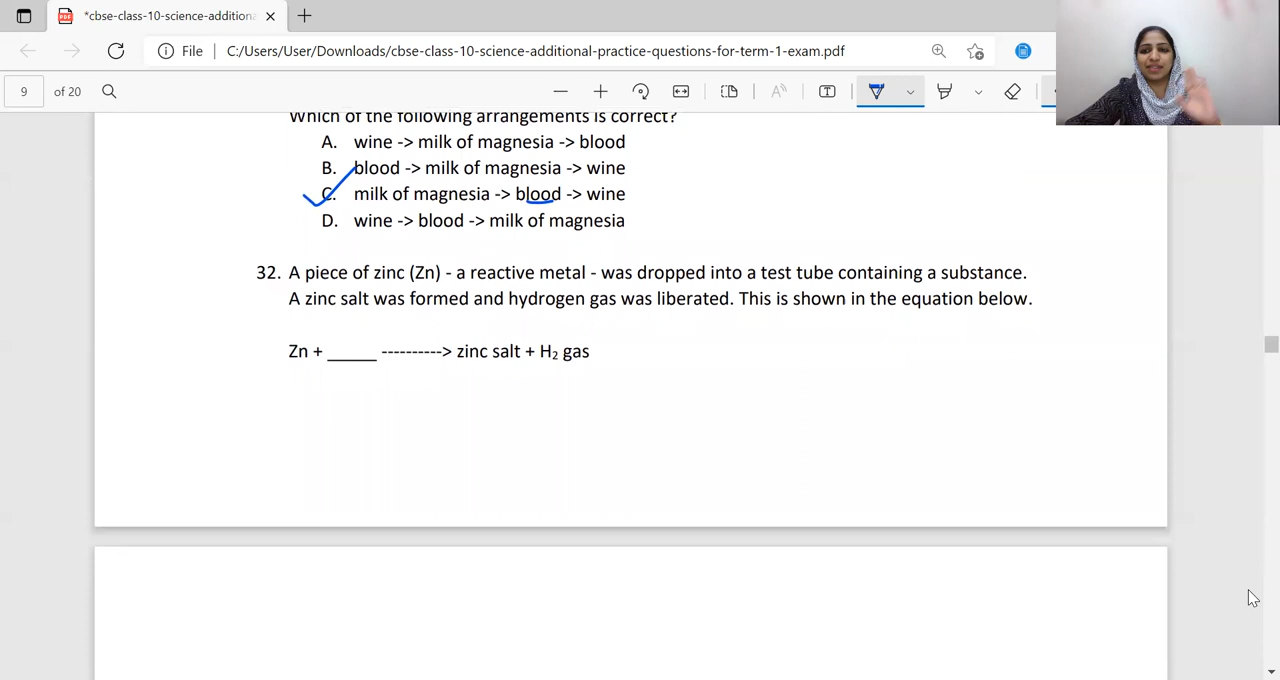 *cbse-class-10-science-additiona
File
C:/Users/User/Downloads/cbse-class-10-science-additional-practice-questions-for-term-1-exam.pdf
9 of 20
Which of the following arrangements is correct?
A. wine -> milk of magnesia -> blood
B. blood -> milk of magnesia -> wine
C. milk of magnesia -> blood -> wine
D. wine -> blood -> milk of magnesia
32. A piece of zinc (Zn) - a reactive metal - was dropped into a test tube containing a substance.
A zinc salt was formed and hydrogen gas was liberated. This is shown in the equation below.
Zn + _____ ----------> zinc salt + H₂ gas